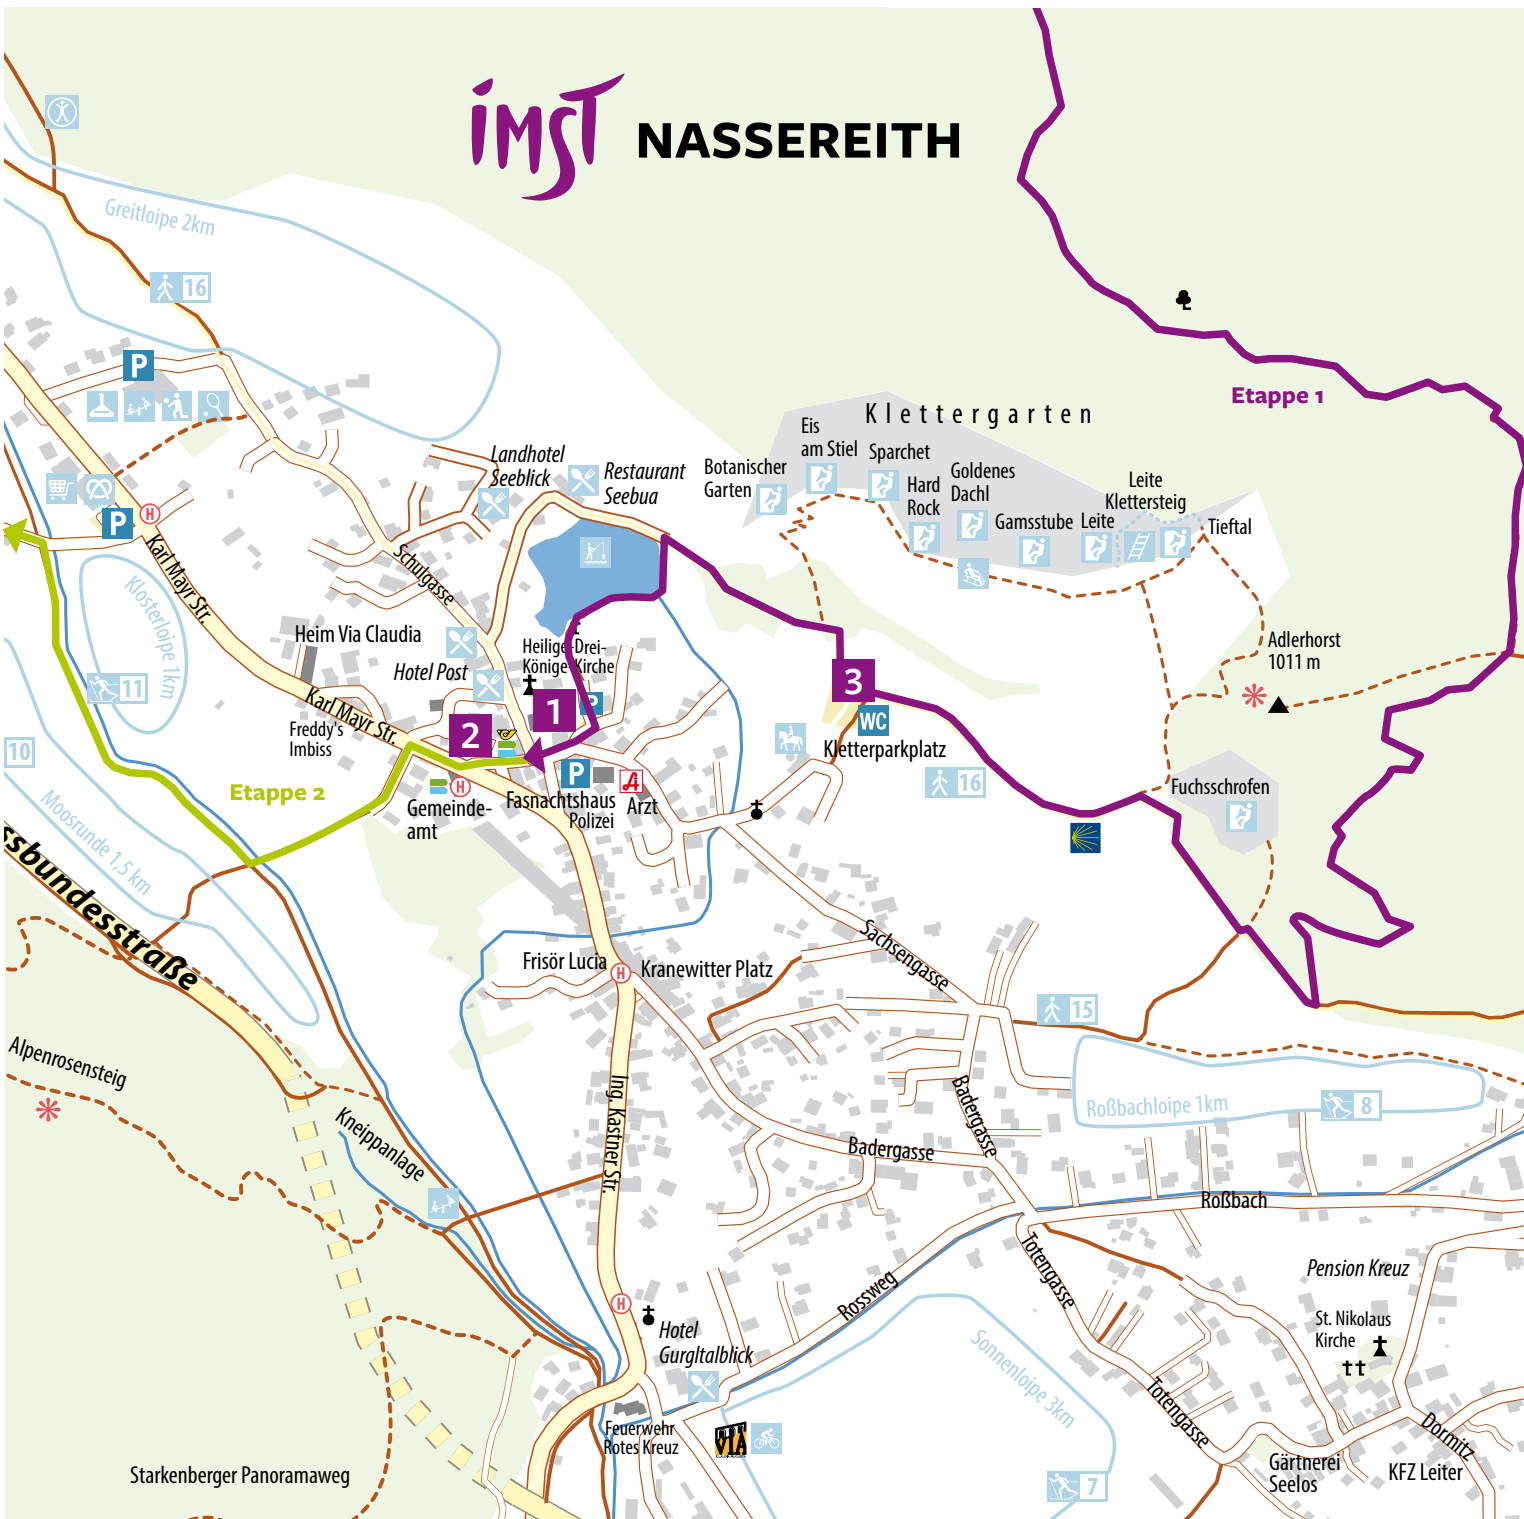 imst NASSEREITH
Greitloipe 2km
16
P
Etappe 1
Klettergarten
Eis
am Stiel
Sparchet
Botanischer
Garten
Hard
Rock
Goldenes
Dachl
Gamsstube
Leite
Leite
Klettersteig
Tieftal
Landhotel
Seeblick
Restaurant
Seebua
P
H
Karl Mayr Str.
Schulgasse
Klosterloipe 1km
Heim Via Claudia
Hotel Post
Heilige-Drei-
Könige-Kirche
Adlerhorst
1011 m
11
10
Karl Mayr Str.
Freddy's
Imbiss
1
2
3
P
WC
Kletterparkplatz
16
Fuchsschrofen
Etappe 2
Moosrunde 1,5 km
H
Gemeinde-
amt
P
Fasnachtshaus
Polizei
Arzt
ssbundesstraße
Sachsengasse
Frisör Lucia
H
Kranewitter Platz
15
Alpenrosensteig
Kneippanlage
Ing. Kastner Str.
Badergasse
Badergasse
Roßbachloipe 1km
8
Roßbach
Totengasse
Rossweg
Pension Kreuz
St. Nikolaus
Kirche
H
Hotel
Gurgltalblick
Sonnenloipe 3km
Totengasse
Dormitz
Feuerwehr
Rotes Kreuz
VIA
Gärtnerei
Seelos
KFZ Leiter
7
Starkenberger Panoramaweg